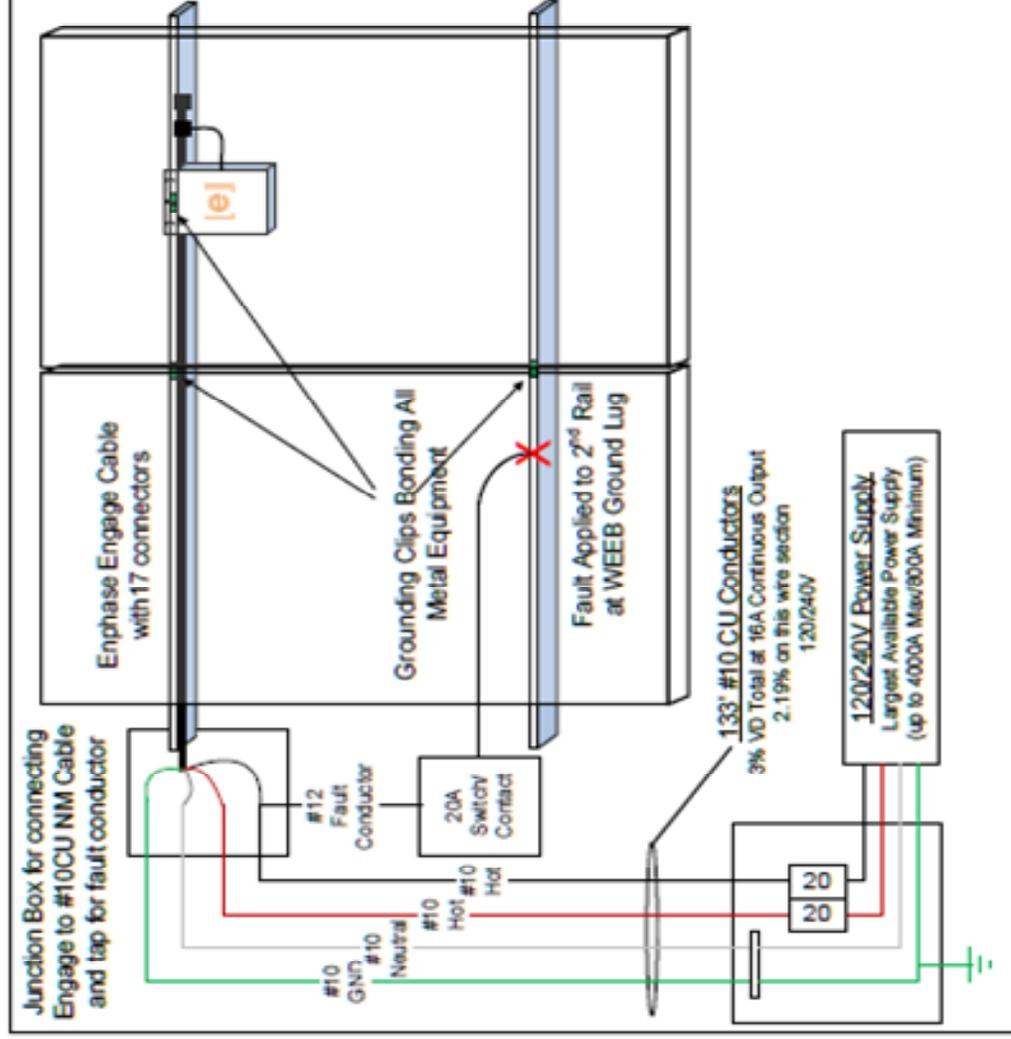 Junction Box for connecting
Engage to #10CU NM Cable
and tap for fault conductor
Enphase Engage Cable
with17 connectors
[e]
Grounding Clips Bonding All
Metal Equipment
Fault Applied to 2nd Rail
at WEEB Ground Lug
#12
Fault
Conductor
20A
Switch/
Contact
#10
Hot
#10
Hot
#10
Neutral
#10
GND
133' #10 CU Conductors
3% VD Total at 16A Continuous Output
2.19% on this wire section
120/240V
20
20
120/240V Power Supply
Largest Available Power Supply
(up to 4000A Max/800A Minimum)